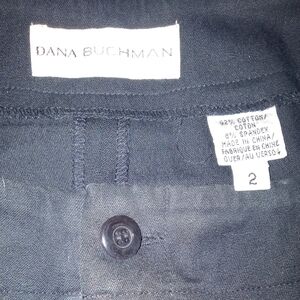 DANA BUCHMAN
92% COTTON/
COTON
8% SPANDEX
MADE IN CHINA/
FABRIQUE EN CHINE
OVER/AU VERSO
2